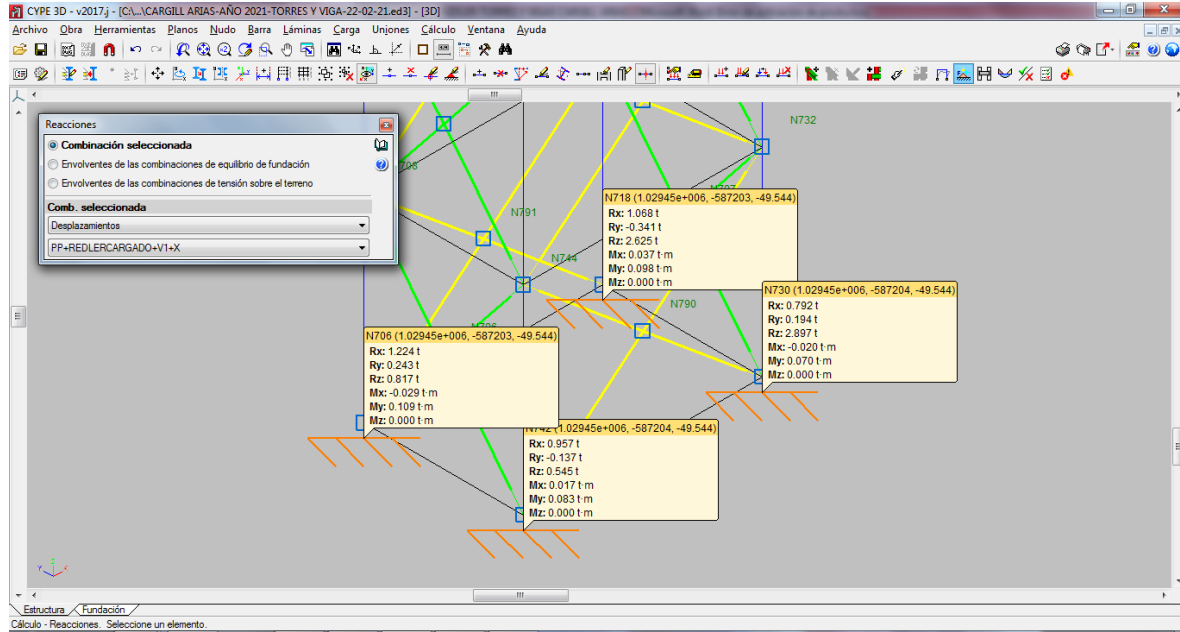 CYPE 3D - v2017.j - [C:\...\CARGILL ARIAS-AÑO 2021-TORRES Y VIGA-22-02-21.ed3] - [3D]
Archivo Obra Herramientas Planos Nudo Barra Láminas Carga Uniones Cálculo Ventana Ayuda
Reacciones
Combinación seleccionada
Envolventes de las combinaciones de equilibrio de fundación
Envolventes de las combinaciones de tensión sobre el terreno
Comb. seleccionada
Desplazamientos
PP+REDLERCARGADO+V1+X
N732
N791
N744
N790
N718 (1.02945e+006, -587203, -49.544)
Rx: 1.068 t
Ry: -0.341 t
Rz: 2.625 t
Mx: 0.037 t·m
My: 0.098 t·m
Mz: 0.000 t·m
N730 (1.02945e+006, -587204, -49.544)
Rx: 0.792 t
Ry: 0.194 t
Rz: 2.897 t
Mx: -0.020 t·m
My: 0.070 t·m
Mz: 0.000 t·m
N706 (1.02945e+006, -587203, -49.544)
Rx: 1.224 t
Ry: 0.243 t
Rz: 0.817 t
Mx: -0.029 t·m
My: 0.109 t·m
Mz: 0.000 t·m
N742 (1.02945e+006, -587204, -49.544)
Rx: 0.957 t
Ry: -0.137 t
Rz: 0.545 t
Mx: 0.017 t·m
My: 0.083 t·m
Mz: 0.000 t·m
Estructura Fundación
Cálculo - Reacciones. Seleccione un elemento.